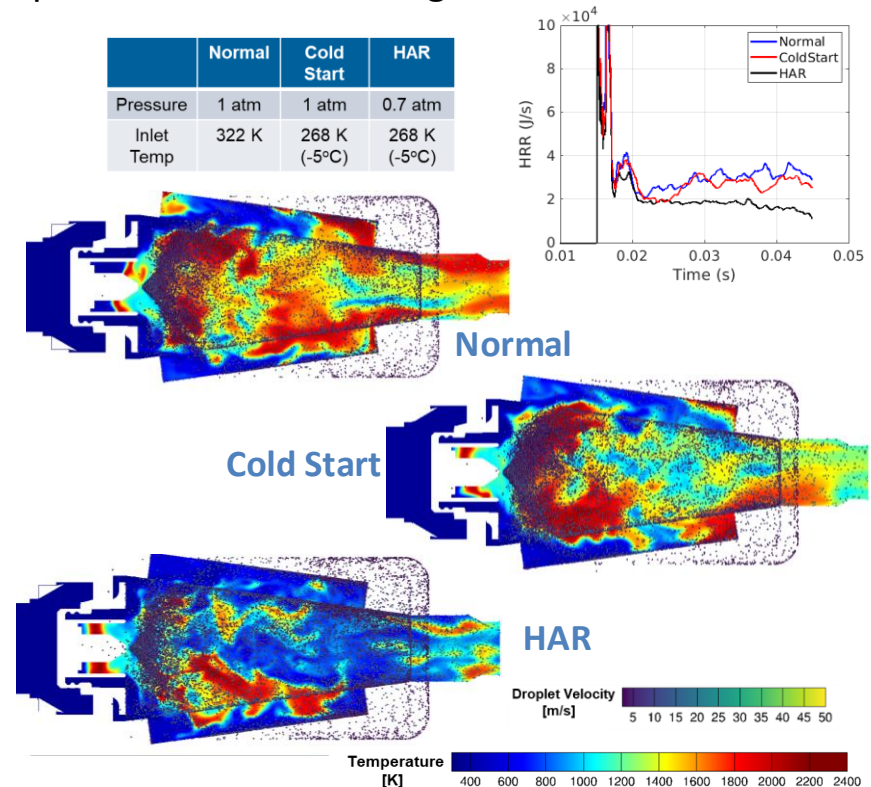 Normal Cold Start HAR
Pressure 1 atm 1 atm 0.7 atm
Inlet Temp 322 K 268 K (-5°C) 268 K (-5°C)
10 ×10⁴
8
6
4
2
0
HRR (J/s)
Normal
ColdStart
HAR
0.01 0.02 0.03 0.04 0.05
Time (s)
Normal
Cold Start
HAR
Droplet Velocity
[m/s]
5 10 15 20 25 30 35 40 45 50
Temperature
[K]
400 600 800 1000 1200 1400 1600 1800 2000 2200 2400